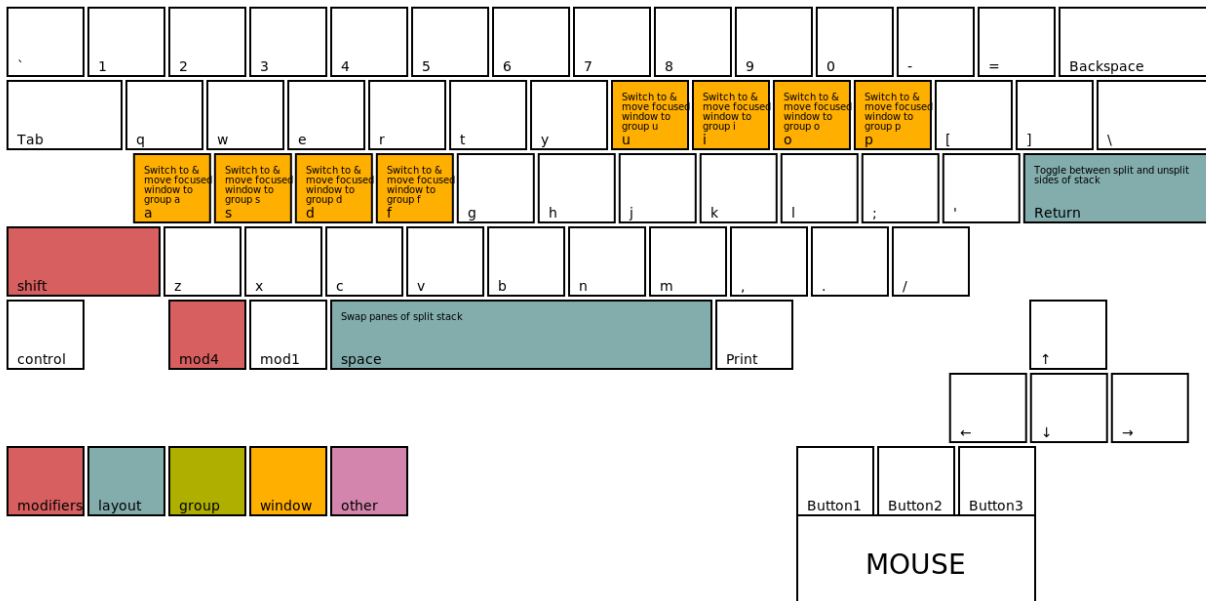 ` 1 2 3 4 5 6 7 8 9 0 - = Backspace
Switch to & Switch to & Switch to & Switch to &
move focused move focused move focused move focused
window to window to window to window to
group u group i group o group p
Tab q w e r t y u i o p [ ] \
Switch to & Switch to & Switch to & Switch to & Toggle between split and unsplit
move focused move focused move focused move focused sides of stack
window to window to window to window to
group a group s group d group f
a s d f g h j k l ; ' Return
shift z x c v b n m , . /
Swap panes of split stack
control mod4 mod1 space Print ↑
← ↓ →
modifiers layout group window other Button1 Button2 Button3
MOUSE